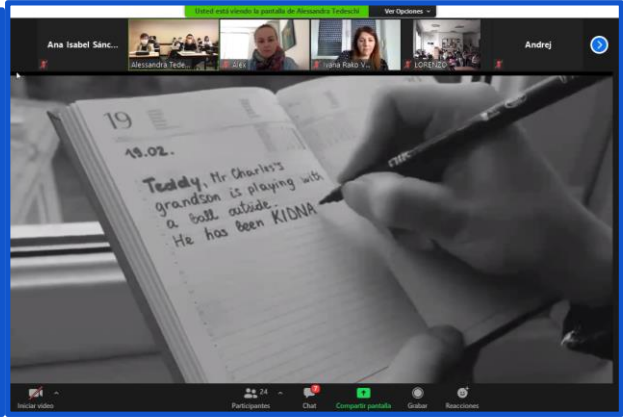 Usted está viendo la pantalla de Alessandra Tedeschi
Ver Opciones
Ana Isabel Sánc...
Alessandra Tede...
Alex
Ivana Rako V...
LORENZO
Andrej
19
19.02.
Teddy, Mr. Charles's
grandson is playing with
a ball outside.
He has been KIDNA
Iniciar video
24
Participantes
7
Chat
Compartir pantalla
Grabar
Reacciones